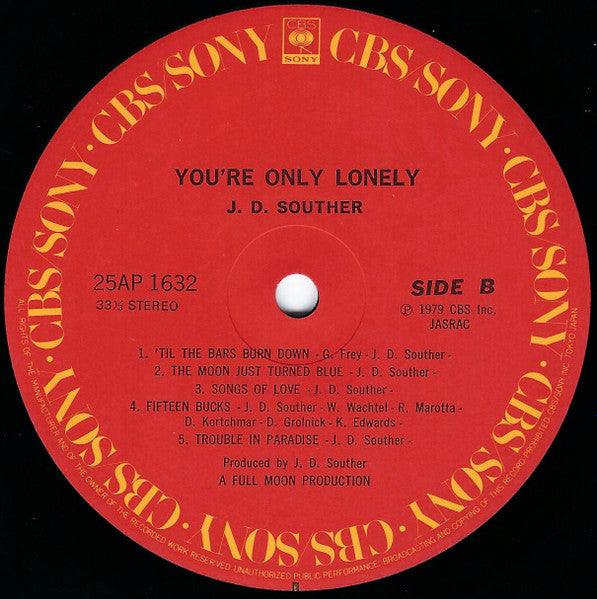 CBS
SONY
CBS/SONY · CBS/SONY · CBS/SONY · CBS/SONY · CBS/SONY · CBS/SONY · CBS/SONY · CBS/SONY
YOU'RE ONLY LONELY
J. D. SOUTHER
25AP 1632
33⅓ STEREO
SIDE B
Ⓟ 1979 CBS Inc.
JASRAC
1. 'TIL THE BARS BURN DOWN - G. Frey - J. D. Souther -
2. THE MOON JUST TURNED BLUE - J. D. Souther -
3. SONGS OF LOVE - J. D. Souther -
4. FIFTEEN BUCKS - J. D. Souther - W. Wachtel - R. Marotta -
D. Kortchmar - D. Grolnick - K. Edwards -
5. TROUBLE IN PARADISE - J. D. Souther -
Produced by J. D. Souther
A FULL MOON PRODUCTION
ALL RIGHTS OF THE MANUFACTURER AND OF THE OWNER OF THE RECORDED WORK RESERVED. UNAUTHORIZED PUBLIC PERFORMANCE, BROADCASTING AND COPYING OF THIS RECORD PROHIBITED. CBS/SONY INC. TOKYO JAPAN.